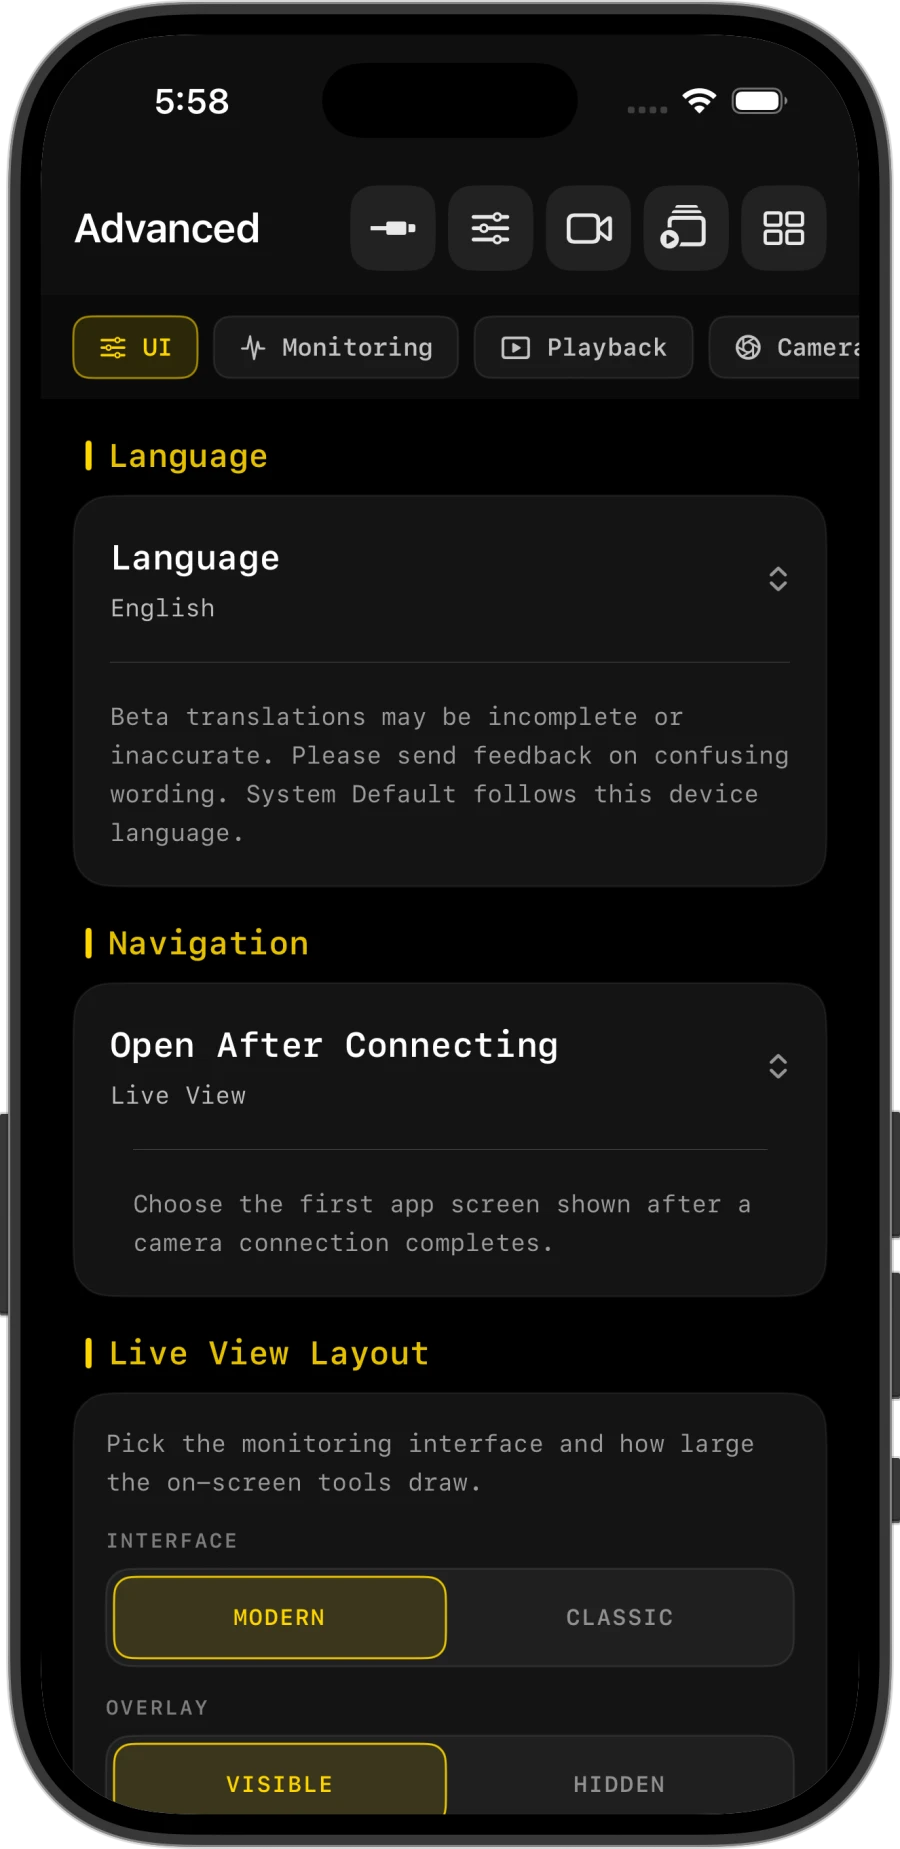 5:58
Advanced
UI
Monitoring
Playback
Camera
Language
Language
English
Beta translations may be incomplete or
inaccurate. Please send feedback on confusing
wording. System Default follows this device
language.
Navigation
Open After Connecting
Live View
Choose the first app screen shown after a
camera connection completes.
Live View Layout
Pick the monitoring interface and how large
the on-screen tools draw.
INTERFACE
MODERN
CLASSIC
OVERLAY
VISIBLE
HIDDEN